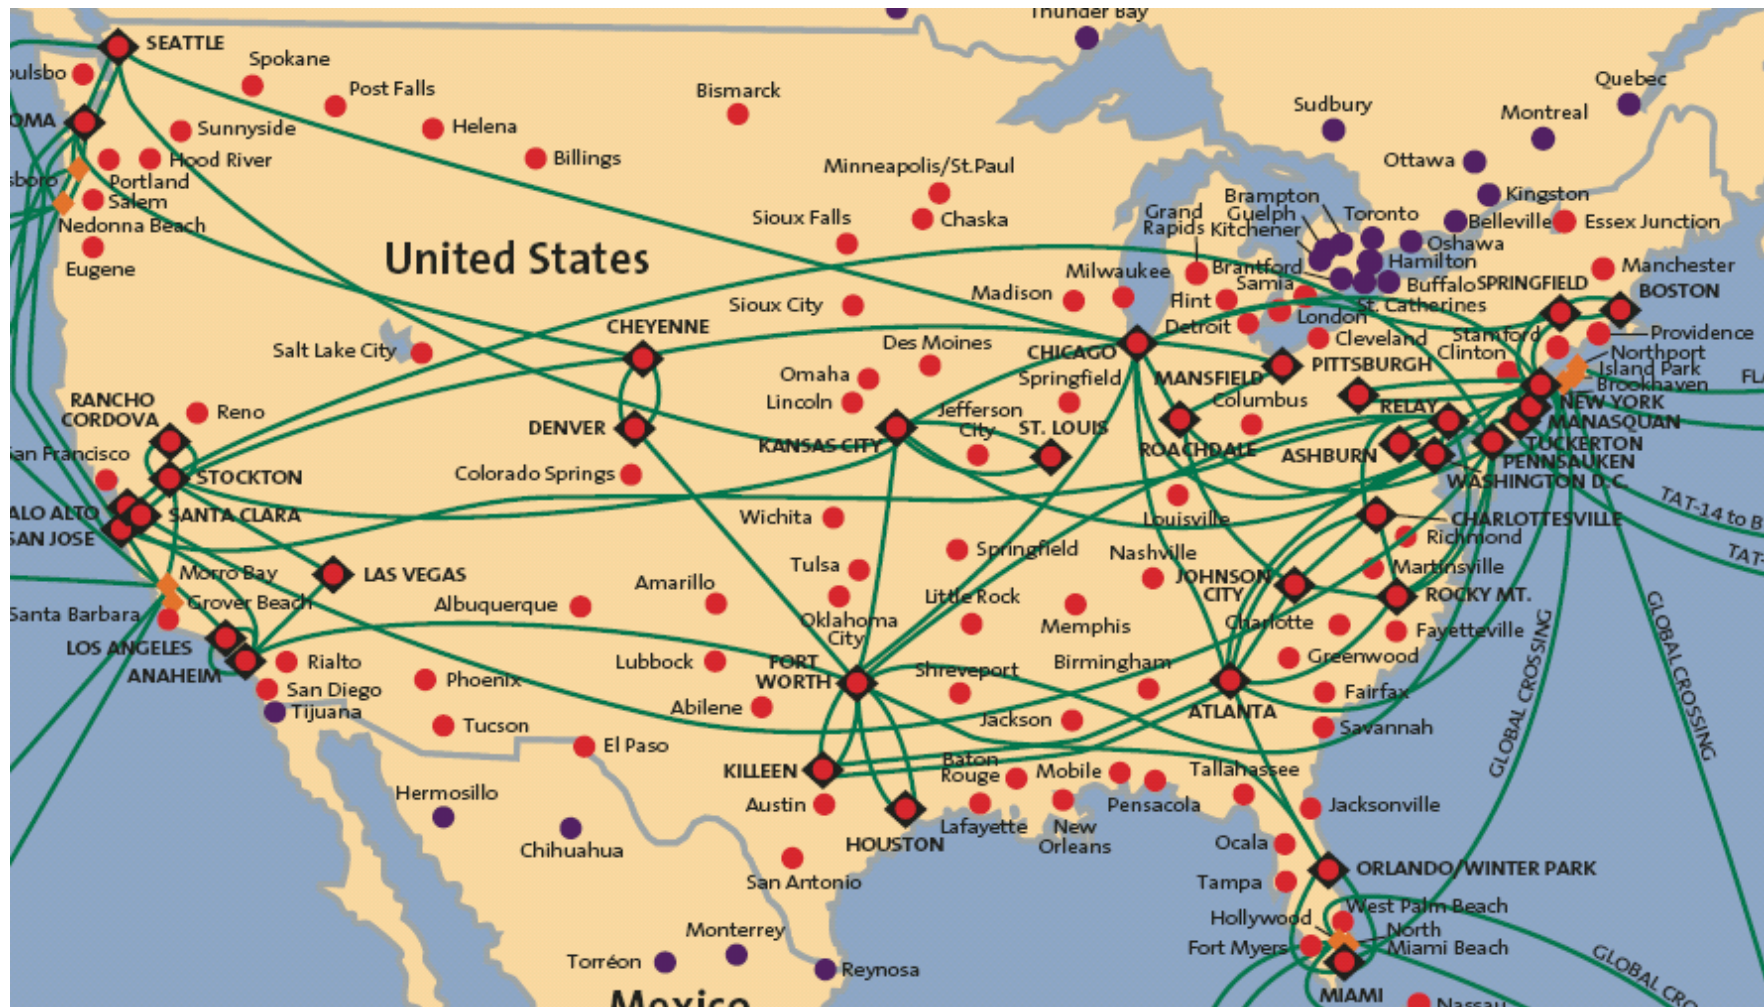 Thunder Bay
SEATTLE
Spokane
Post Falls
Bismarck
Quebec
Sudbury
Montreal
Sunnyside
Helena
Hood River
Billings
Ottawa
Portland
Salem
Minneapolis/St.Paul
Brampton
Kingston
Nedonna Beach
Sioux Falls
Chaska
Grand
Rapids
Guelph
Kitchener
Toronto
Belleville
Essex Junction
Eugene
United States
Oshawa
Milwaukee
Brantford
Hamilton
Manchester
Sarnia
Buffalo
SPRINGFIELD
BOSTON
Sioux City
Madison
Flint
St. Catherines
London
CHEYENNE
Detroit
Cleveland
Stamford
Providence
Salt Lake City
Des Moines
CHICAGO
Clinton
Northport
Omaha
Springfield
MANSFIELD
PITTSBURGH
Island Park
Brookhaven
RANCHO
CORDOVA
Reno
Lincoln
Jefferson
City
Columbus
RELAY
NEW YORK
DENVER
KANSAS CITY
ST. LOUIS
ROACHDALE
MANASQUAN
ASHBURN
TUCKERTON
PENNSAUKEN
WASHINGTON D.C.
San Francisco
STOCKTON
Colorado Springs
ALO ALTO
SANTA CLARA
Wichita
Louisville
CHARLOTTESVILLE
TAT-14 to B
SAN JOSE
Richmond
TAT-
Springfield
Nashville
Morro Bay
LAS VEGAS
Tulsa
JOHNSON
CITY
Martinsville
Amarillo
Grover Beach
Albuquerque
Little Rock
ROCKY MT.
Santa Barbara
Oklahoma
City
Memphis
Charlotte
Fayetteville
GLOBAL CROSSING
GLOBAL CROSSING
LOS ANGELES
Rialto
Lubbock
FORT
WORTH
Shreveport
Birmingham
Greenwood
ANAHEIM
Phoenix
San Diego
Tijuana
Abilene
Jackson
ATLANTA
Fairfax
Tucson
El Paso
Savannah
KILLEEN
Baton
Rouge
Mobile
Tallahassee
Hermosillo
Austin
Pensacola
Jacksonville
Lafayette
New
Orleans
Chihuahua
HOUSTON
Ocala
San Antonio
Tampa
ORLANDO/WINTER PARK
West Palm Beach
Hollywood
Monterrey
North
Miami Beach
Fort Myers
Torréon
Reynosa
GLOBAL CRO
MIAMI
Nassau
Mexico